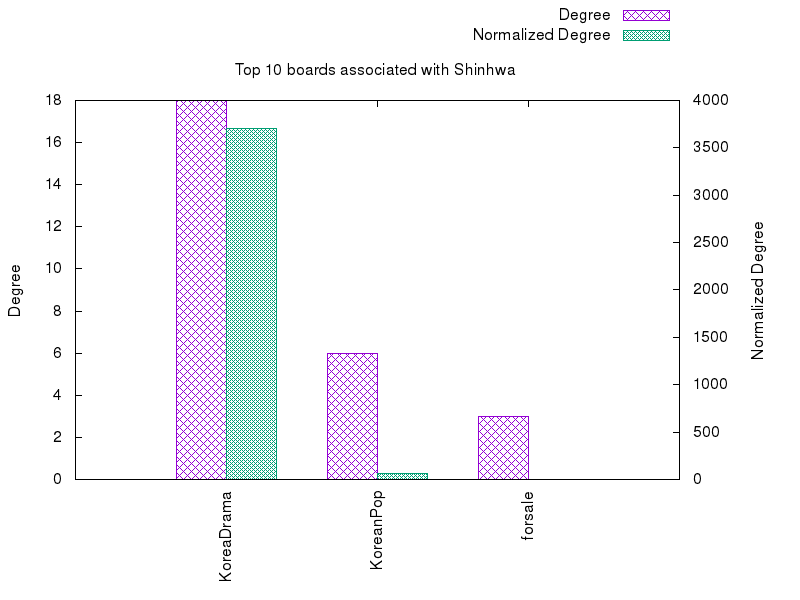 Degree
Normalized Degree
Top 10 boards associated with Shinhwa
18
16
14
12
10
8
6
4
2
0
4000
3500
3000
2500
2000
1500
1000
500
0
Degree
Normalized Degree
KoreaDrama
KoreanPop
forsale